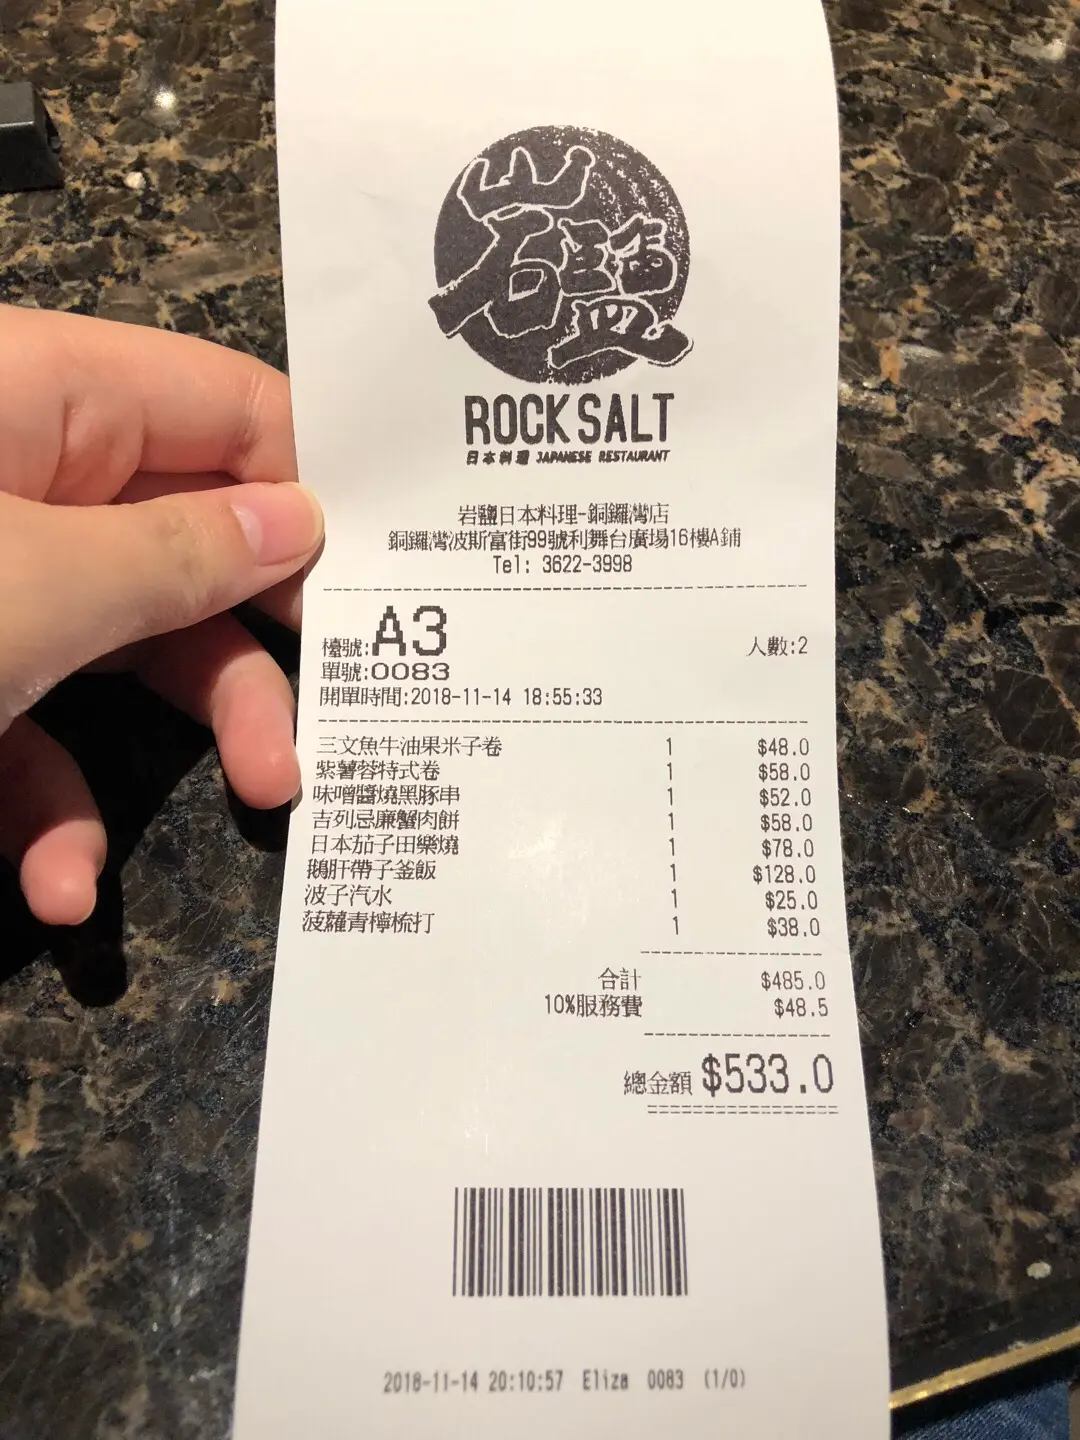 岩鹽
ROCK SALT
日本料理 JAPANESE RESTAURANT
岩鹽日本料理-銅鑼灣店
銅鑼灣波斯富街99號利舞台廣場16樓A鋪
Tel: 3622-3998
檯號:A3 人數:2
單號:0083
開單時間:2018-11-14 18:55:33
三文魚牛油果米子卷 1 $48.0
紫薯蓉特式卷 1 $58.0
味噌醬燒黑豚串 1 $52.0
吉列忌廉蟹肉餅 1 $58.0
日本茄子田樂燒 1 $78.0
鵝肝帶子釜飯 1 $128.0
波子汽水 1 $25.0
菠蘿青檸梳打 1 $38.0
合計 $485.0
10%服務費 $48.5
總金額 $533.0
2018-11-14 20:10:57 Eliza 0083 (1/0)